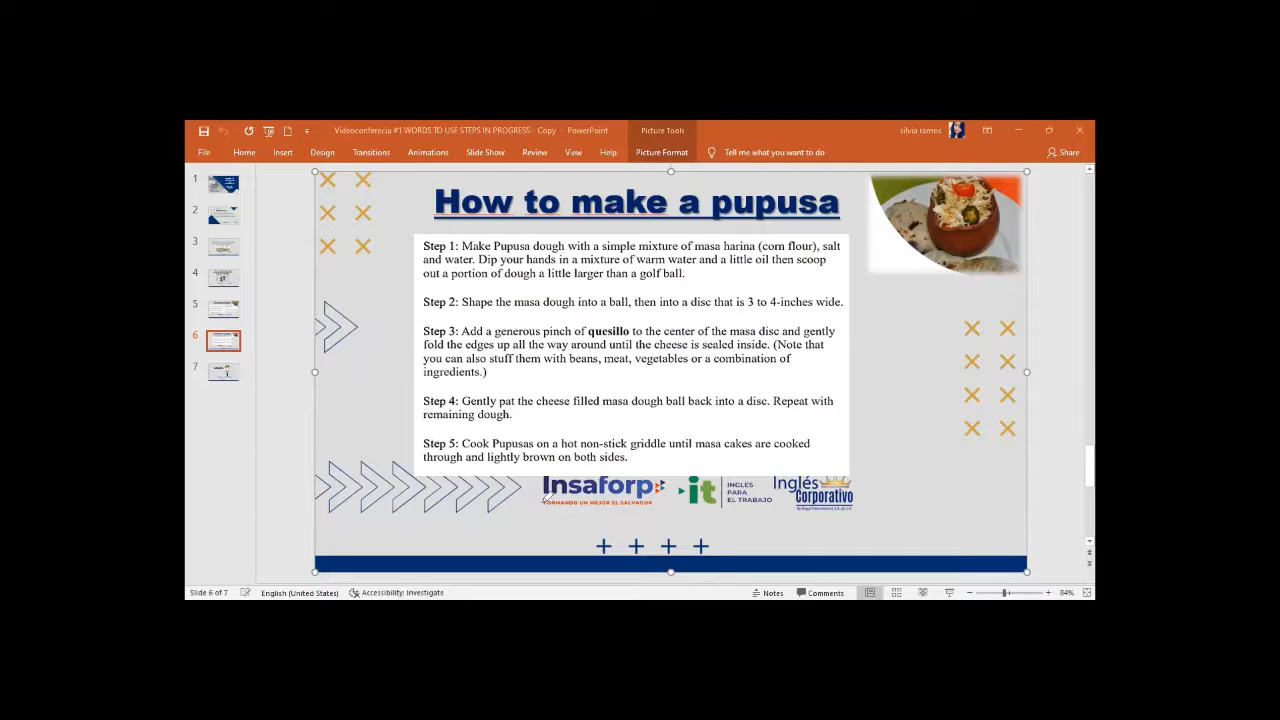 Videoconferecia #1 WORDS TO USE STEPS IN PROGRESS - Copy - PowerPoint
Picture Tools
silvia ramos
File Home Insert Design Transitions Animations Slide Show Review View Help Picture Format Tell me what you want to do Share
1
2
3
4
5
6
7
How to make a pupusa
Step 1: Make Pupusa dough with a simple mixture of masa harina (corn flour), salt
and water. Dip your hands in a mixture of warm water and a little oil then scoop
out a portion of dough a little larger than a golf ball.
Step 2: Shape the masa dough into a ball, then into a disc that is 3 to 4-inches wide.
Step 3: Add a generous pinch of quesillo to the center of the masa disc and gently
fold the edges up all the way around until the cheese is sealed inside. (Note that
you can also stuff them with beans, meat, vegetables or a combination of
ingredients.)
Step 4: Gently pat the cheese filled masa dough ball back into a disc. Repeat with
remaining dough.
Step 5: Cook Pupusas on a hot non-stick griddle until masa cakes are cooked
through and lightly brown on both sides.
Insaforp
FORMANDO UN MEJOR EL SALVADOR
it
INGLES
PARA
EL TRABAJO
Inglés
Corporativo
Slide 6 of 7 English (United States) Accessibility: Investigate Notes Comments 84%